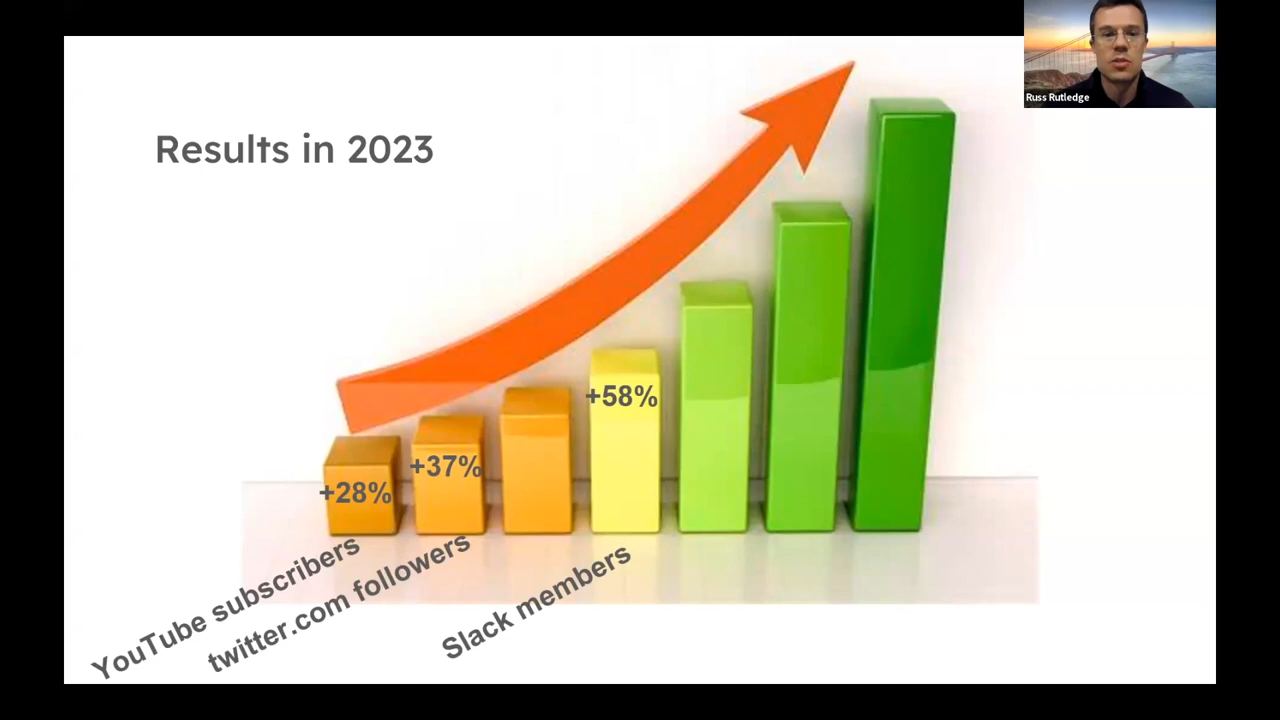 Russ Rutledge
Results in 2023
+58%
+37%
+28%
YouTube subscribers
twitter.com followers
Slack members